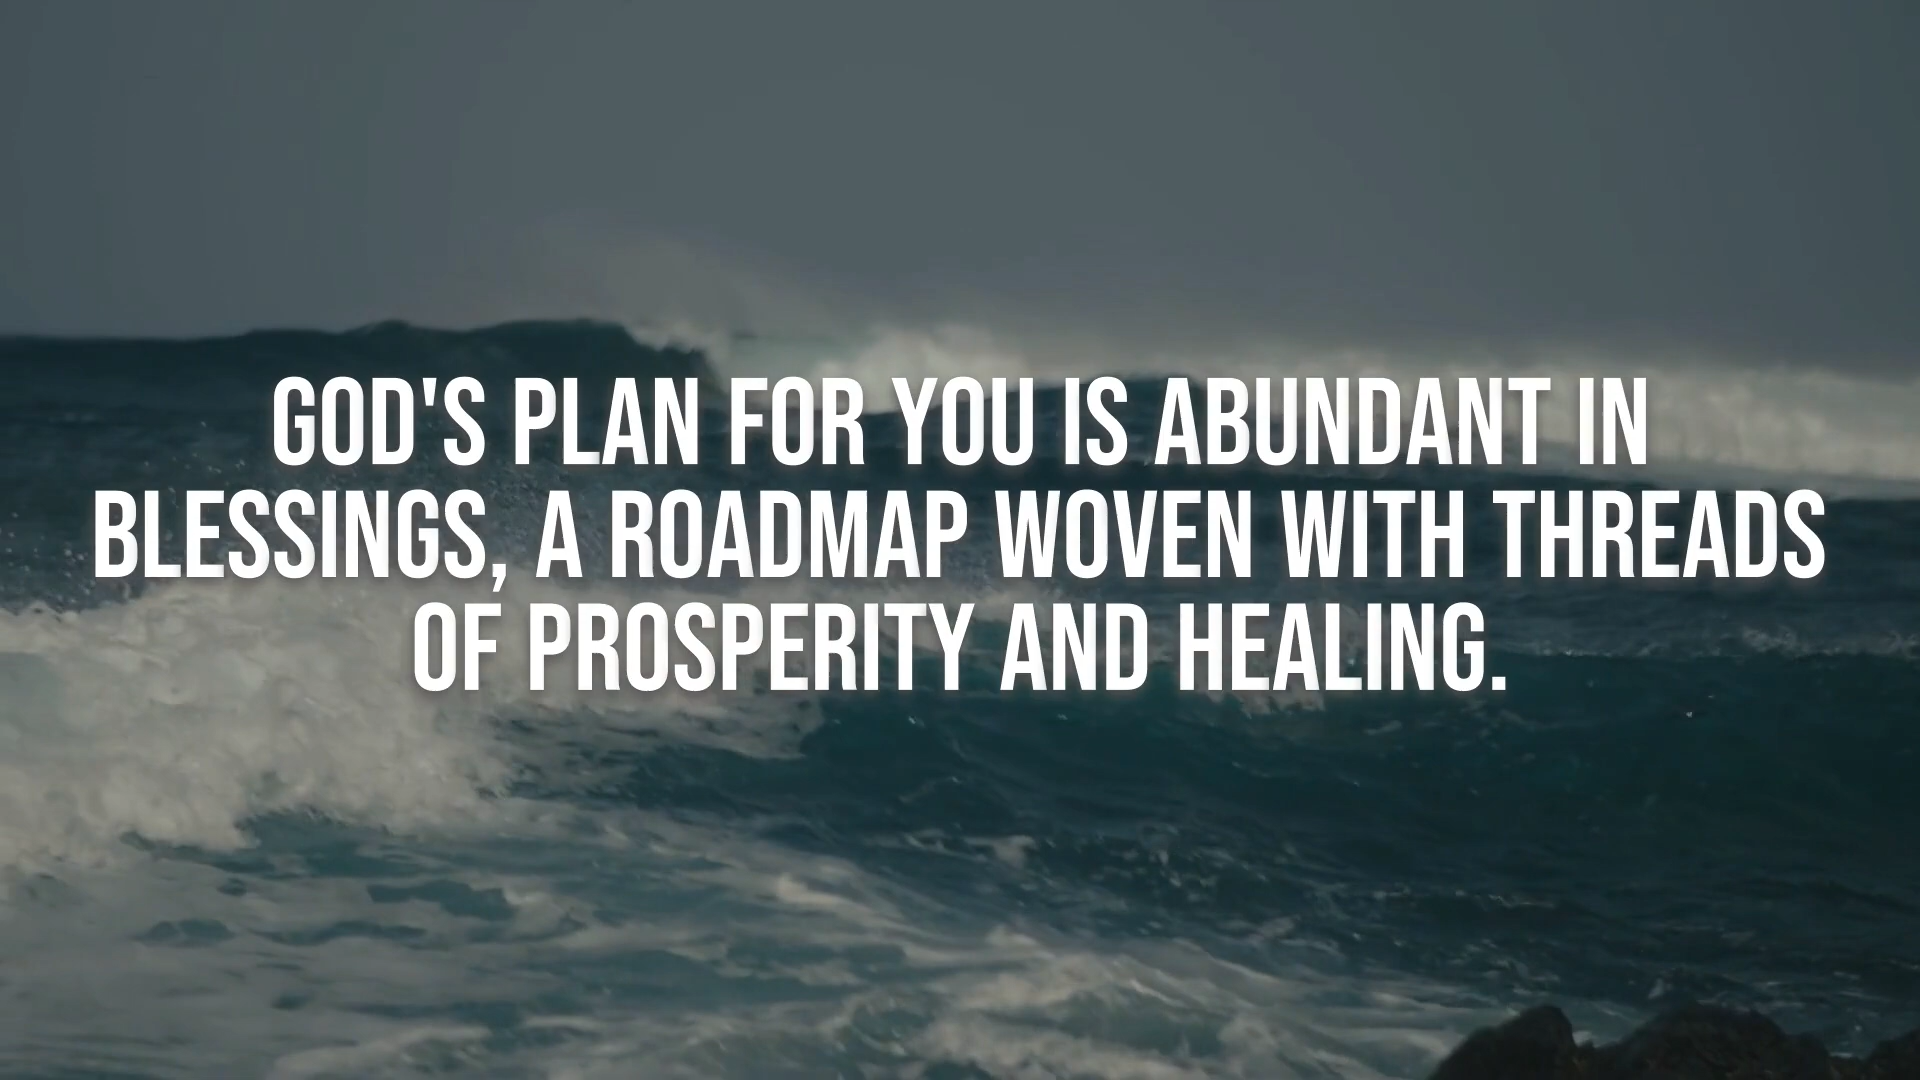 GOD'S PLAN FOR YOU IS ABUNDANT IN
BLESSINGS, A ROADMAP WOVEN WITH THREADS
OF PROSPERITY AND HEALING.